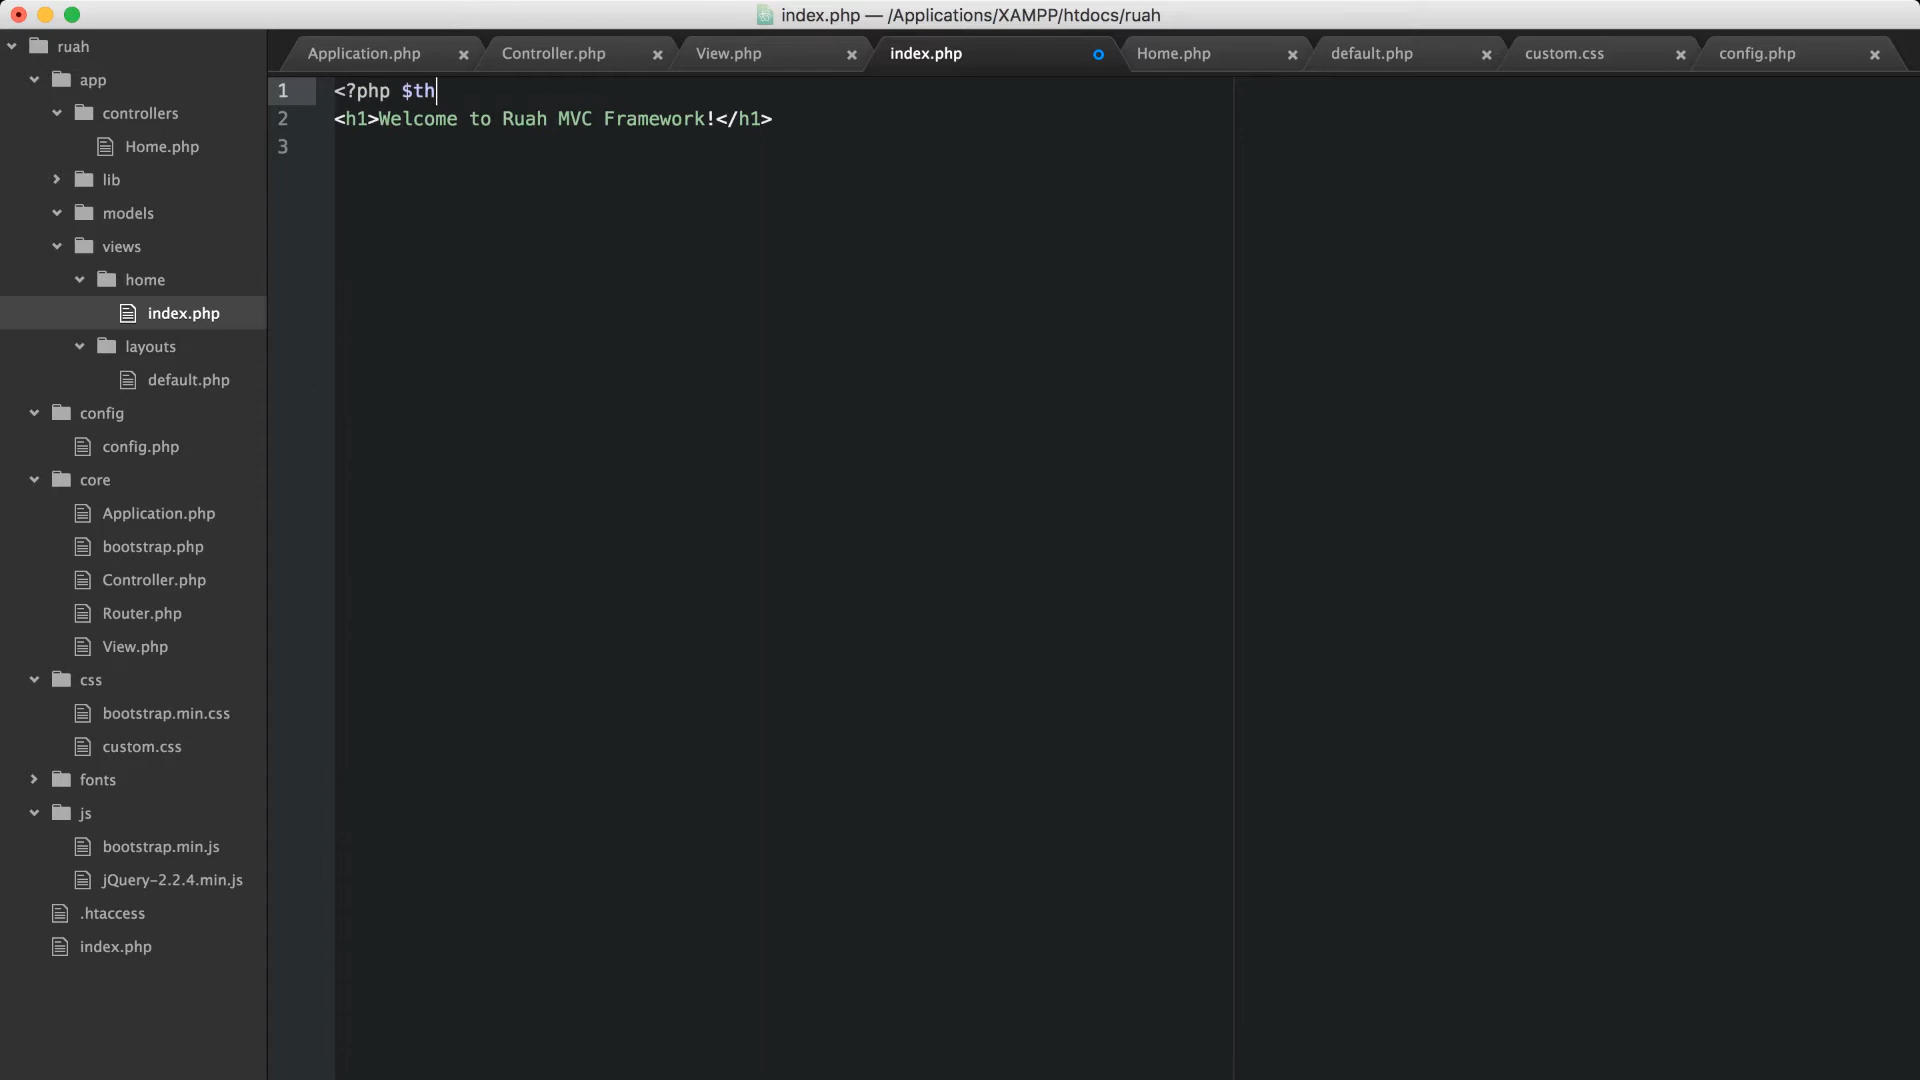 index.php — /Applications/XAMPP/htdocs/ruah
ruah
app
controllers
Home.php
lib
models
views
home
index.php
layouts
default.php
config
config.php
core
Application.php
bootstrap.php
Controller.php
Router.php
View.php
css
bootstrap.min.css
custom.css
fonts
js
bootstrap.min.js
jQuery-2.2.4.min.js
.htaccess
index.php
Application.php Controller.php View.php index.php Home.php default.php custom.css config.php
1 <?php $th
2 <h1>Welcome to Ruah MVC Framework!</h1>
3